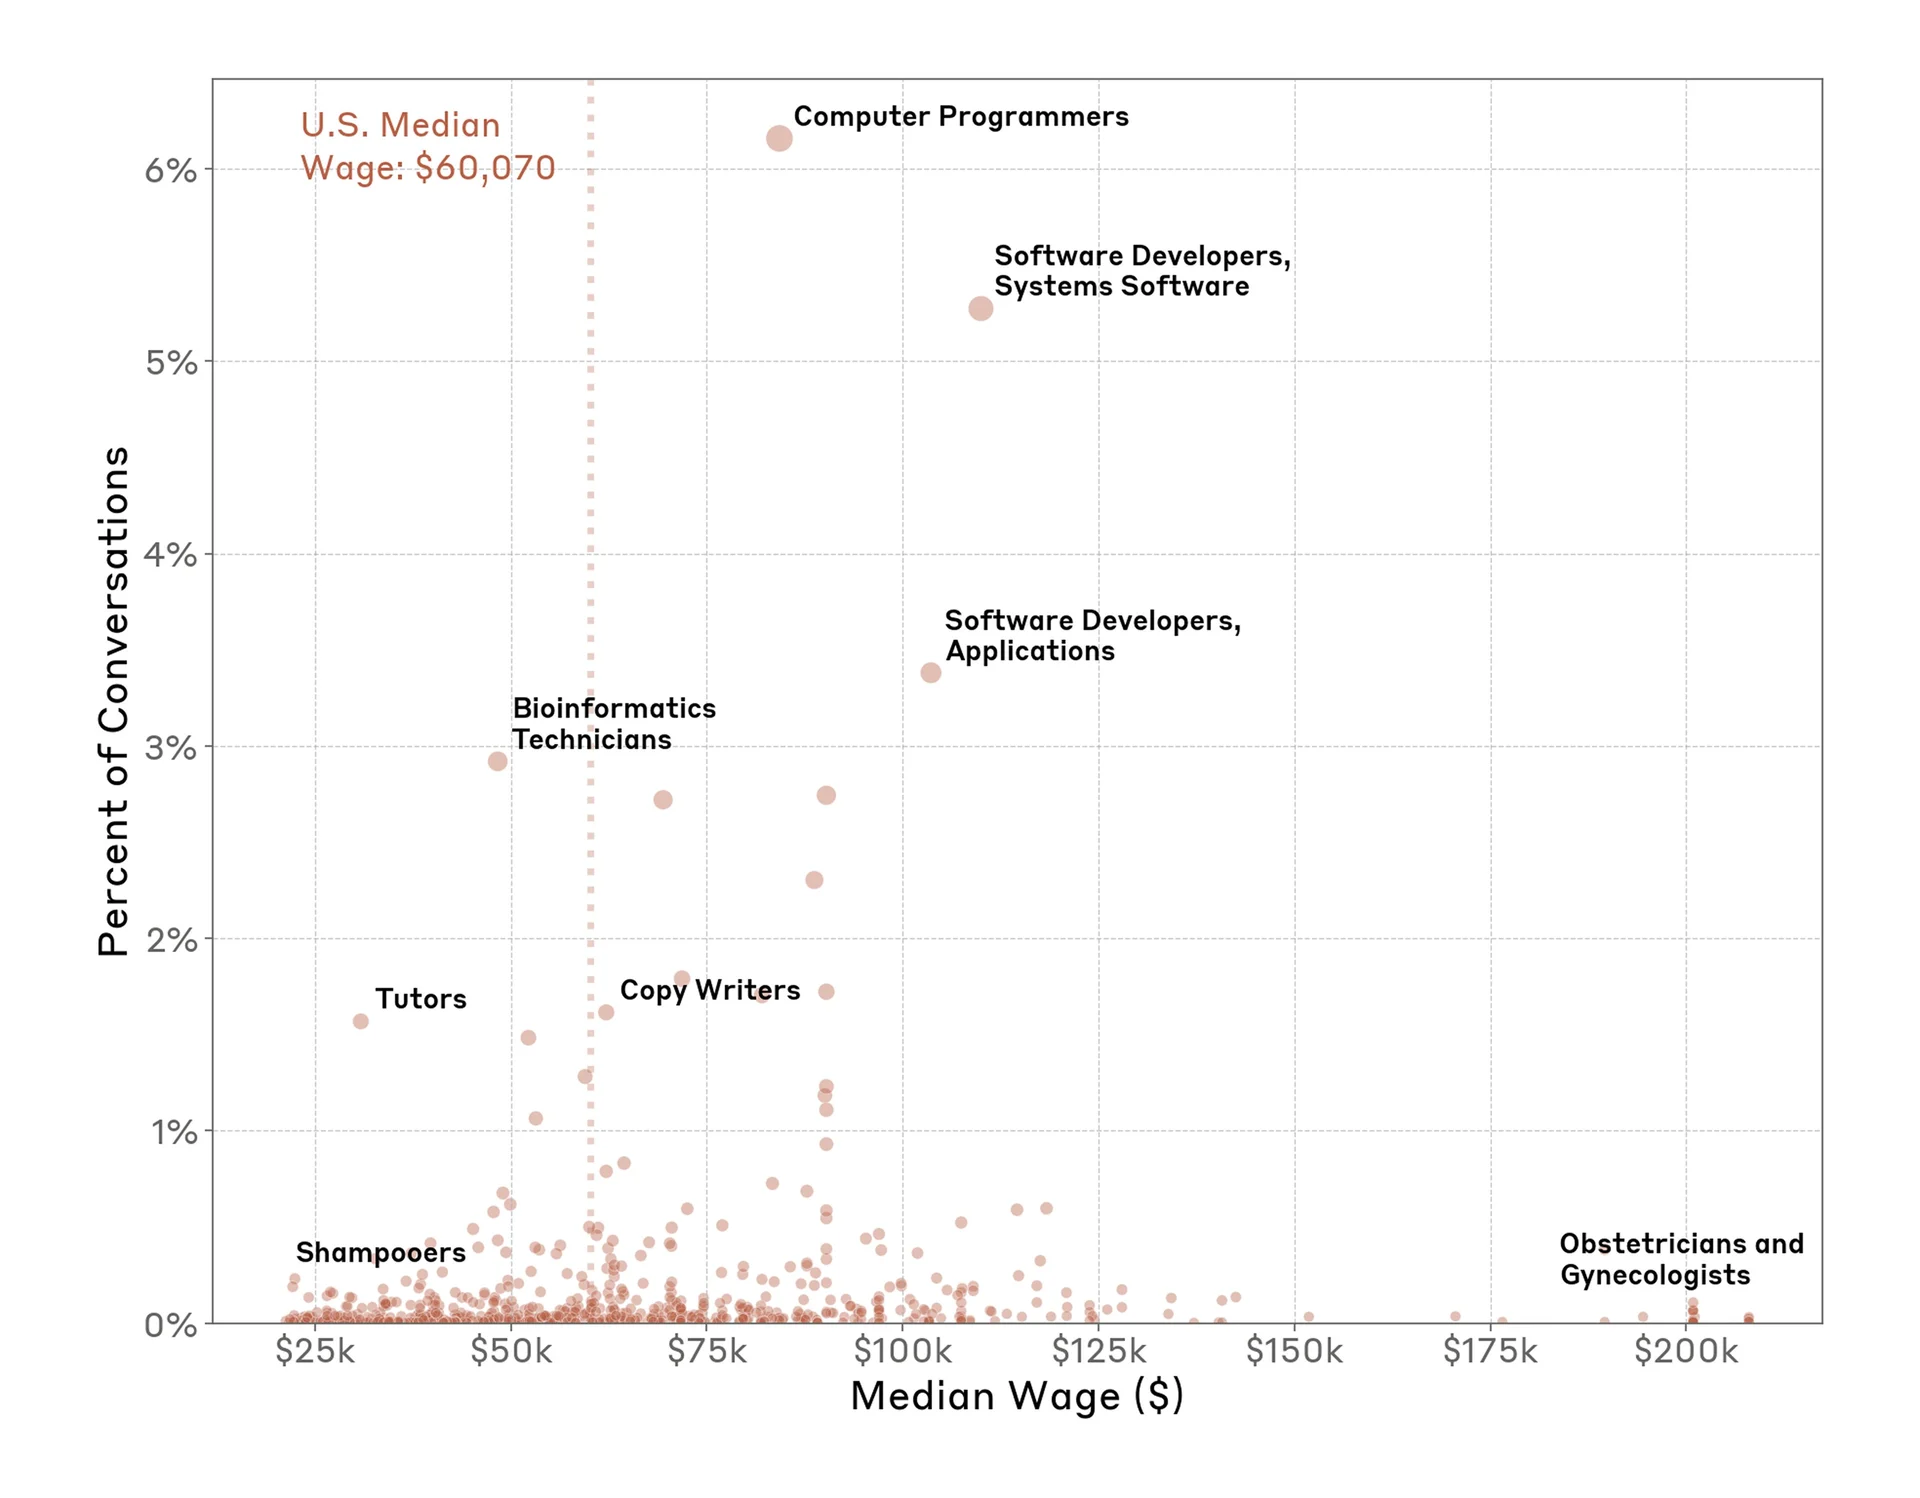 U.S. Median
Wage: $60,070
Computer Programmers
Software Developers,
Systems Software
Software Developers,
Applications
Bioinformatics
Technicians
Tutors
Copy Writers
Shampooers
Obstetricians and
Gynecologists
Percent of Conversations
6%
5%
4%
3%
2%
1%
0%
$25k
$50k
$75k
$100k
$125k
$150k
$175k
$200k
Median Wage ($)